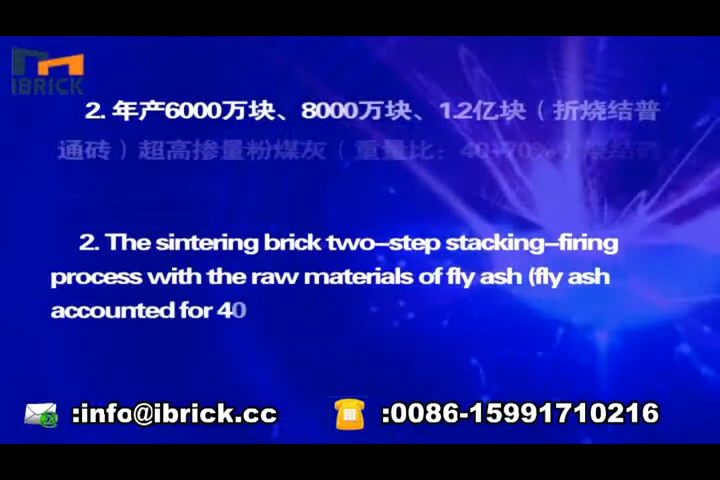 IBRICK
2. 年产6000万块、8000万块、1.2亿块（折烧结普
通砖）超高掺量粉煤灰（重量比：40-70%）烧结砖
2. The sintering brick two-step stacking-firing
process with the raw materials of fly ash (fly ash
accounted for 40
:info@ibrick.cc
:0086-15991710216